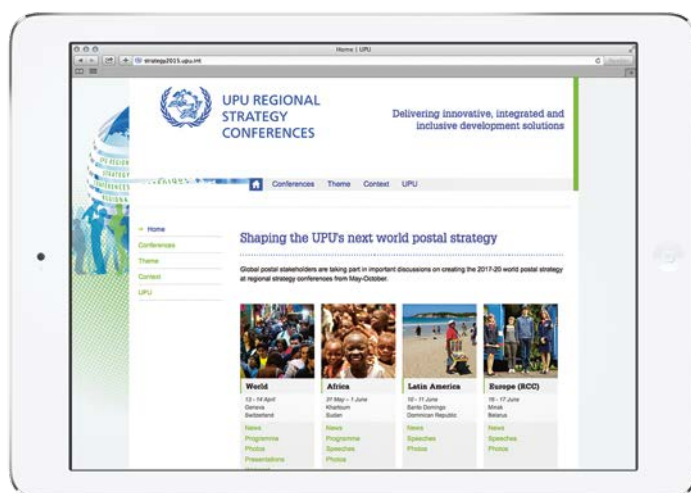 Home | UPU
strategy2015.upu.int
UPU REGIONAL
STRATEGY
CONFERENCES
Delivering innovative, integrated and
inclusive development solutions
Conferences Theme Context UPU
Home
Conferences
Theme
Context
UPU
Shaping the UPU's next world postal strategy
Global postal stakeholders are taking part in important discussions on creating the 2017-20 world postal strategy
at regional strategy conferences from May-October.
World
13 - 14 April
Geneva
Switzerland
News
Programme
Photos
Presentations
Africa
31 May – 1 June
Khartoum
Sudan
News
Programme
Speeches
Photos
Latin America
10 - 11 June
Santo Domingo
Dominican Republic
News
Speeches
Photos
Europe (RCC)
16 - 17 June
Minsk
Belarus
News
Speeches
Photos